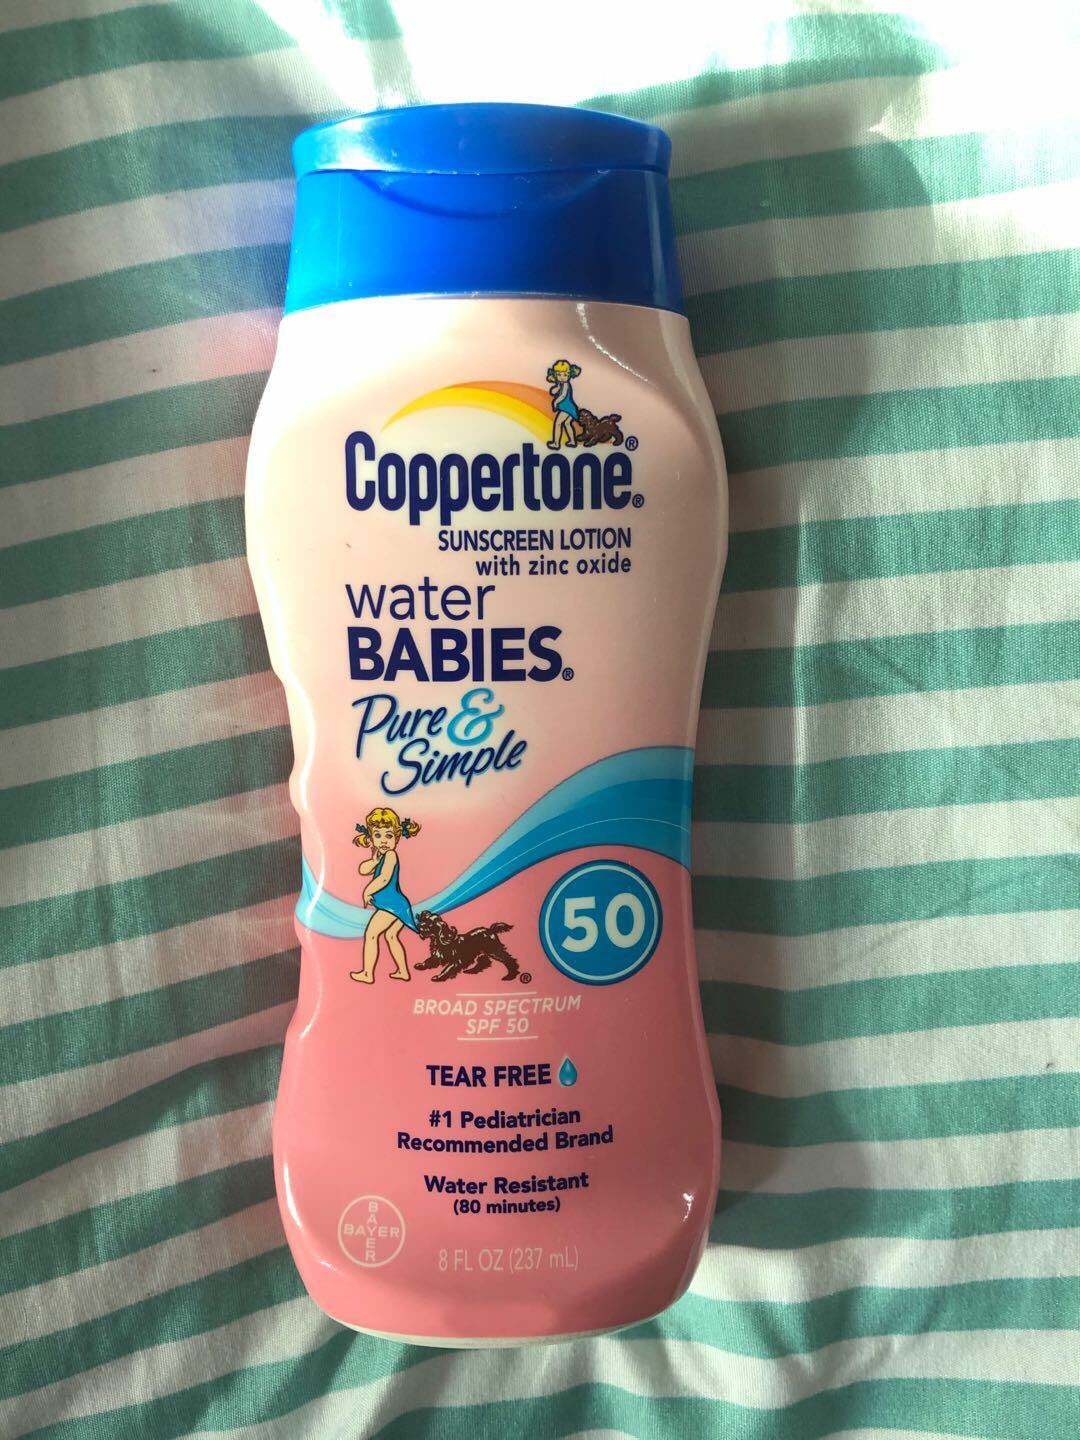 Coppertone®
SUNSCREEN LOTION
with zinc oxide
water
BABIES®
Pure &
Simple
50
®
BROAD SPECTRUM
SPF 50
TEAR FREE
#1 Pediatrician
Recommended Brand
Water Resistant
(80 minutes)
BAYER
BAYER
8 FL OZ (237 mL)